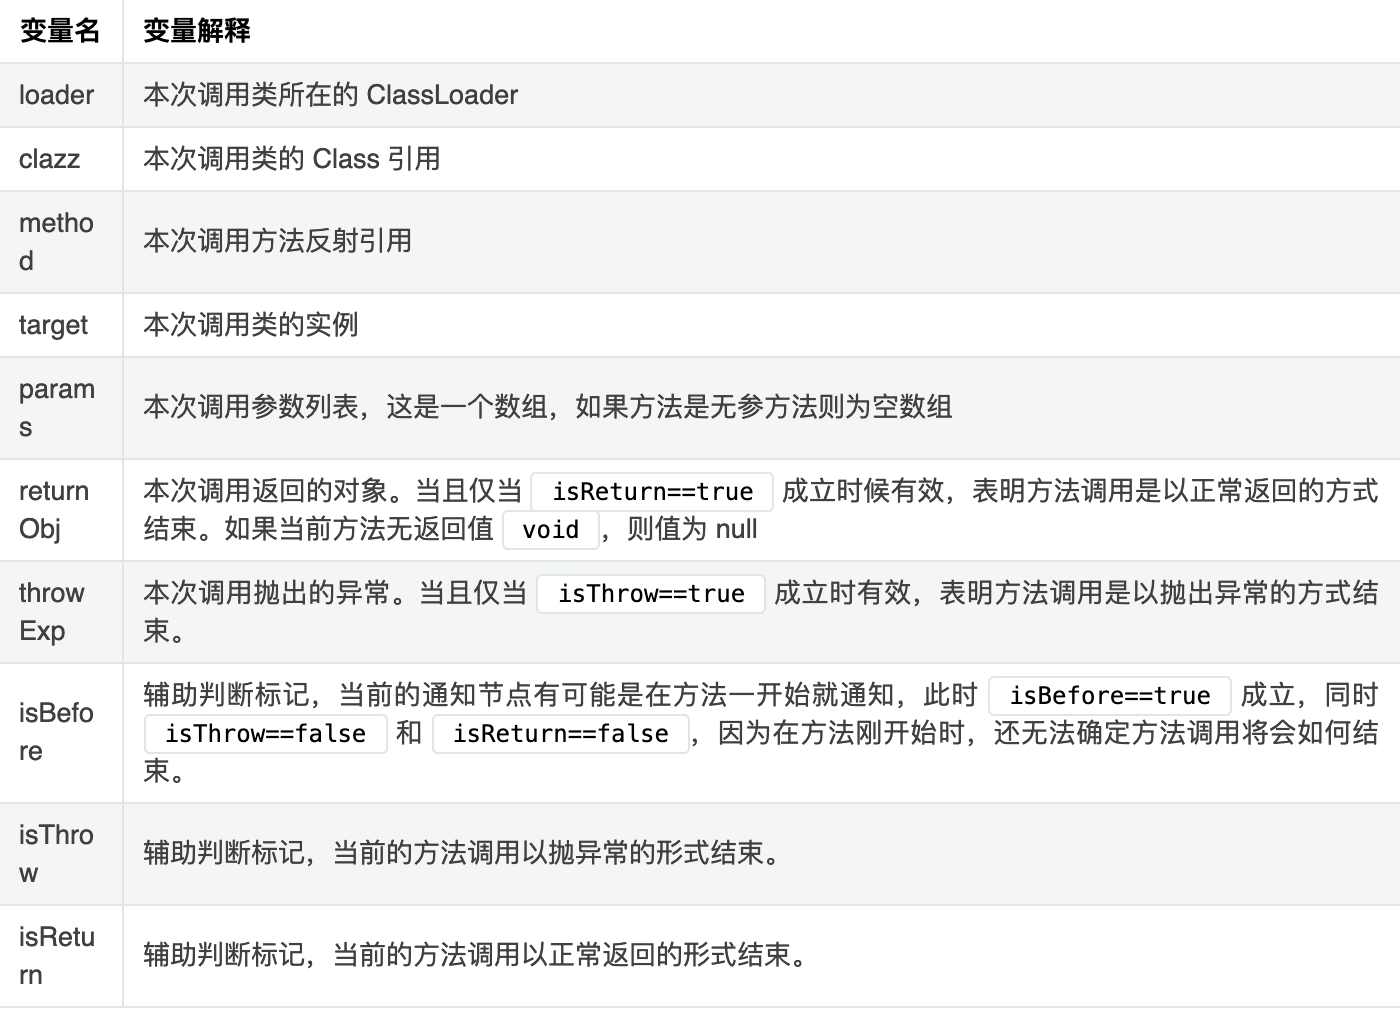 变量名 变量解释
loader 本次调用类所在的 ClassLoader
clazz 本次调用类的 Class 引用
metho
d
本次调用方法反射引用
target 本次调用类的实例
param
s
本次调用参数列表，这是一个数组，如果方法是无参方法则为空数组
return
Obj
本次调用返回的对象。当且仅当 isReturn==true 成立时候有效，表明方法调用是以正常返回的方式
结束。如果当前方法无返回值 void ，则值为 null
throw
Exp
本次调用抛出的异常。当且仅当 isThrow==true 成立时有效，表明方法调用是以抛出异常的方式结
束。
isBefo
re
辅助判断标记，当前的通知节点有可能是在方法一开始就通知，此时 isBefore==true 成立，同时
isThrow==false 和 isReturn==false ，因为在方法刚开始时，还无法确定方法调用将会如何结
束。
isThro
w
辅助判断标记，当前的方法调用以抛异常的形式结束。
isRetu
rn
辅助判断标记，当前的方法调用以正常返回的形式结束。